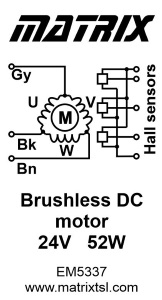 MATRIX
Gy
U V
M
Bk
W
Bn
Hall sensors
Brushless DC
motor
24V 52W
EM5337
www.matrixtsl.com